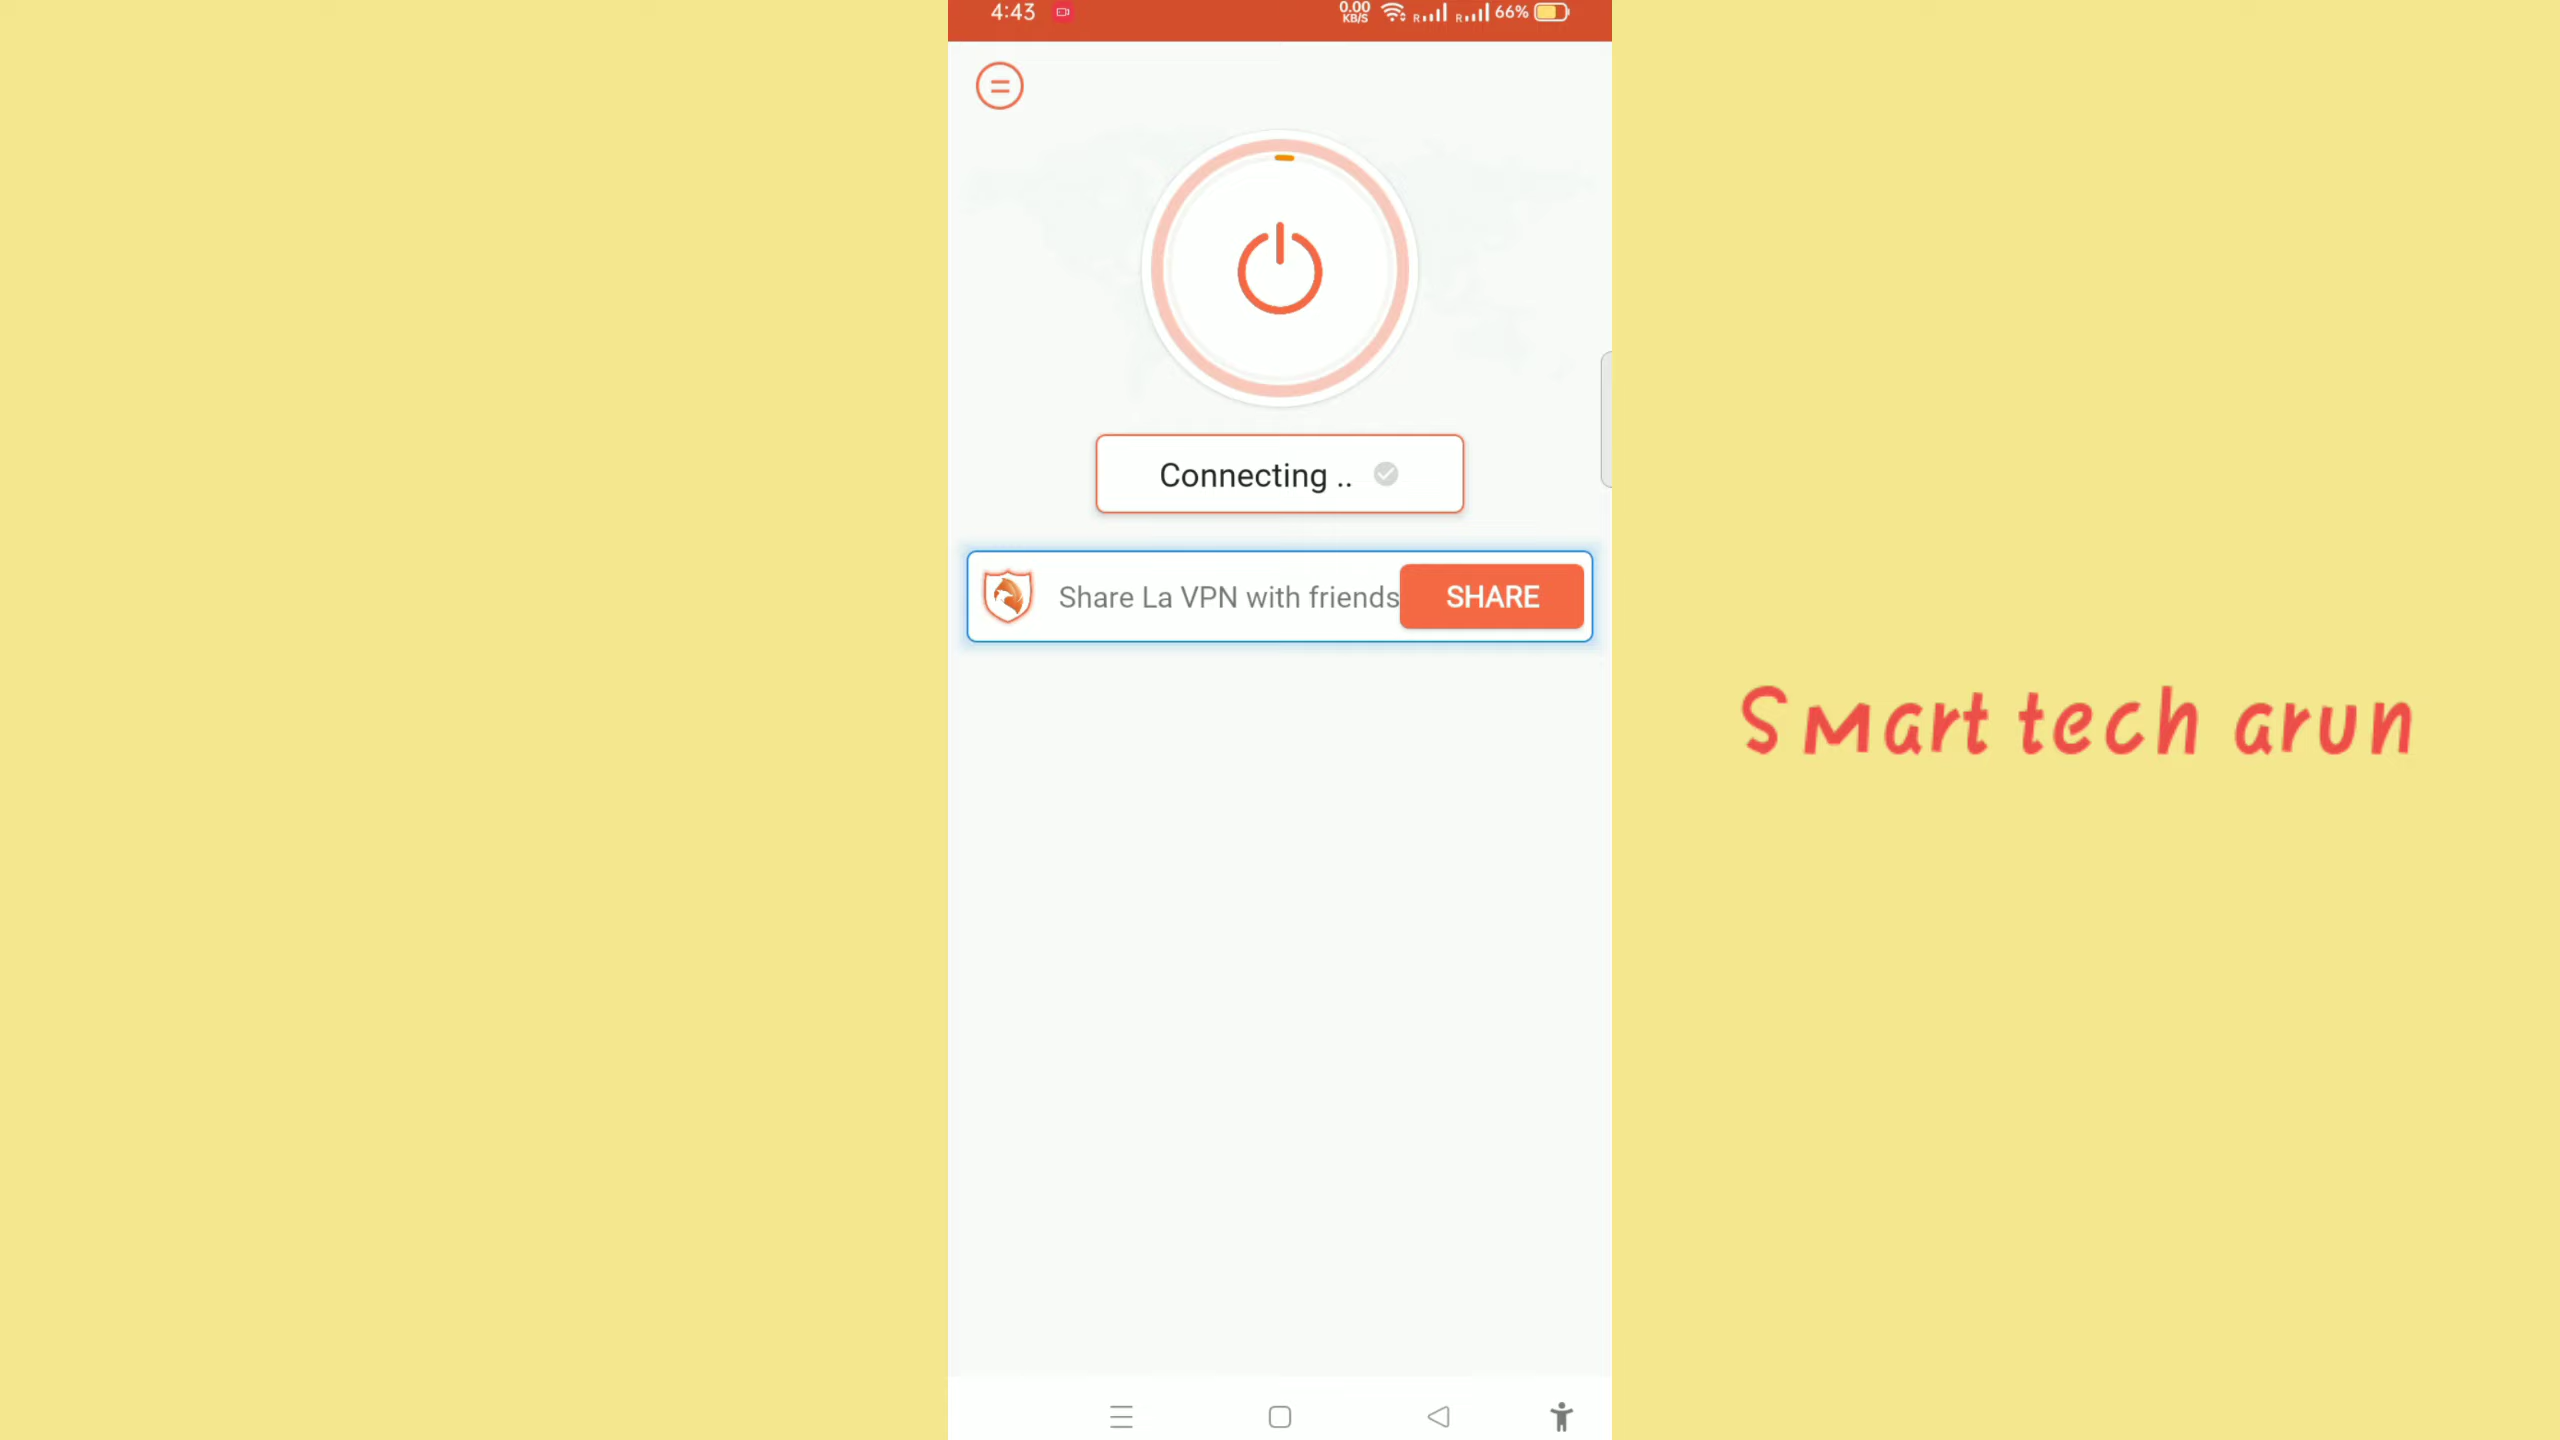 4:43 0.00 KB/S R R 66%
Connecting ..
Share La VPN with friends SHARE
Smart tech arun